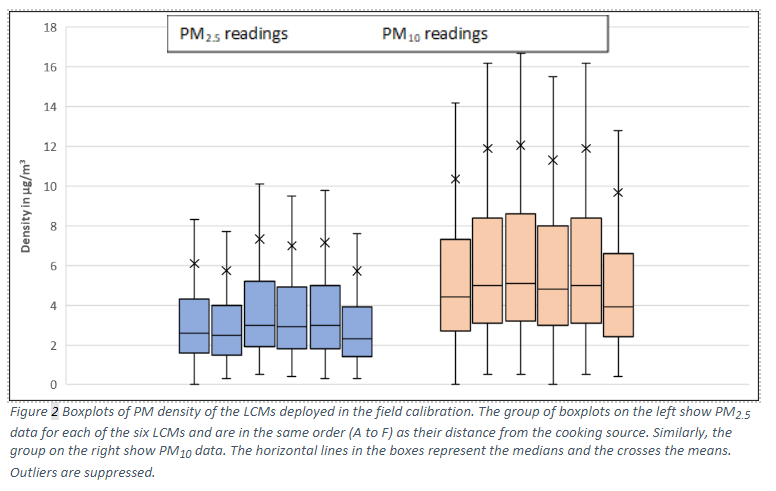 18
PM2.5 readings PM10 readings
16
14
12
10
8
6
4
2
0
Density in µg/m³
Figure 2 Boxplots of PM density of the LCMs deployed in the field calibration. The group of boxplots on the left show PM2.5
data for each of the six LCMs and are in the same order (A to F) as their distance from the cooking source. Similarly, the
group on the right show PM10 data. The horizontal lines in the boxes represent the medians and the crosses the means.
Outliers are suppressed.